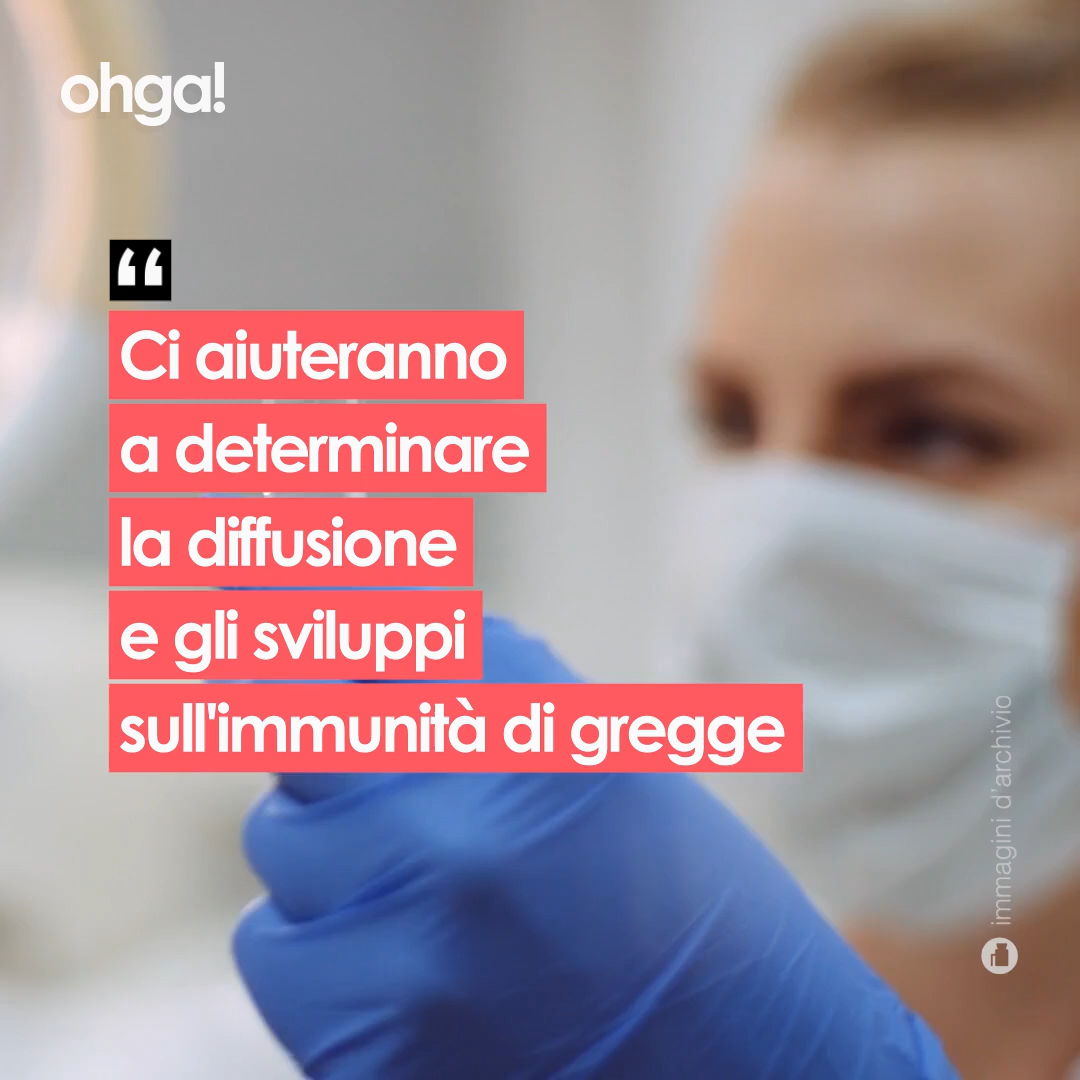 ohga!
“
Ci aiuteranno
a determinare
la diffusione
e gli sviluppi
sull'immunità di gregge
immagini d'archivio